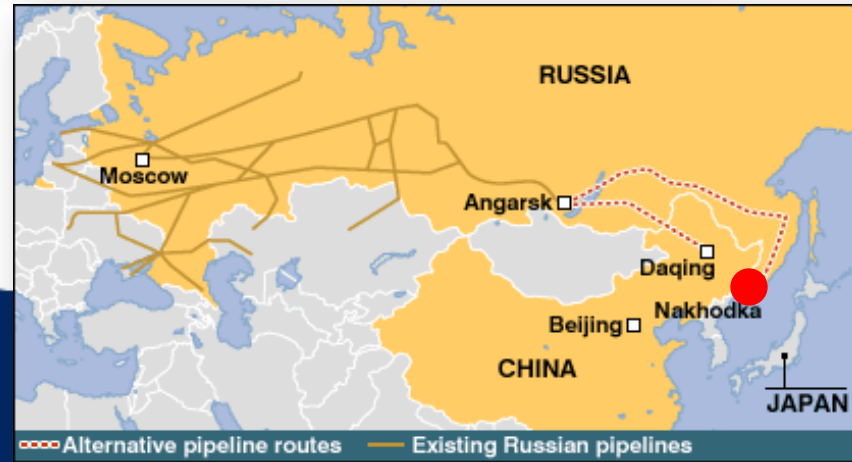 RUSSIA
Moscow
Angarsk
Daqing
Nakhodka
Beijing
CHINA
JAPAN
Alternative pipeline routes
Existing Russian pipelines